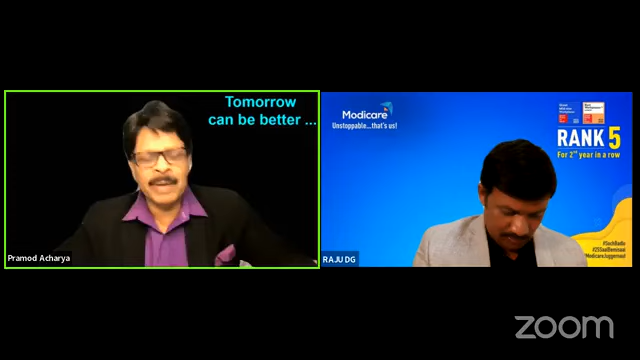 Tomorrow
can be better ...
Pramod Acharya
Modicare
Unstoppable...that's us!
RANK 5
For 2nd year in a row
RAJU DG
#ModicareJuggernaut
zoom